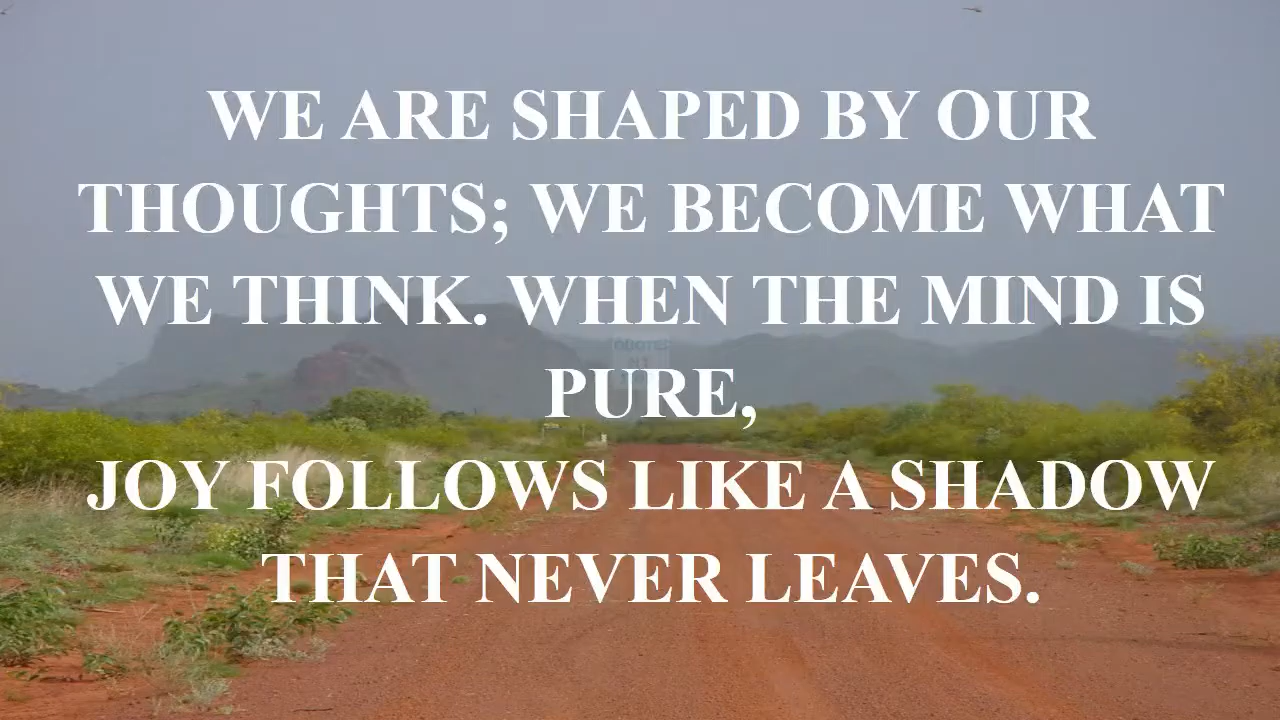 WE ARE SHAPED BY OUR
THOUGHTS; WE BECOME WHAT
WE THINK. WHEN THE MIND IS
PURE,
JOY FOLLOWS LIKE A SHADOW
THAT NEVER LEAVES.